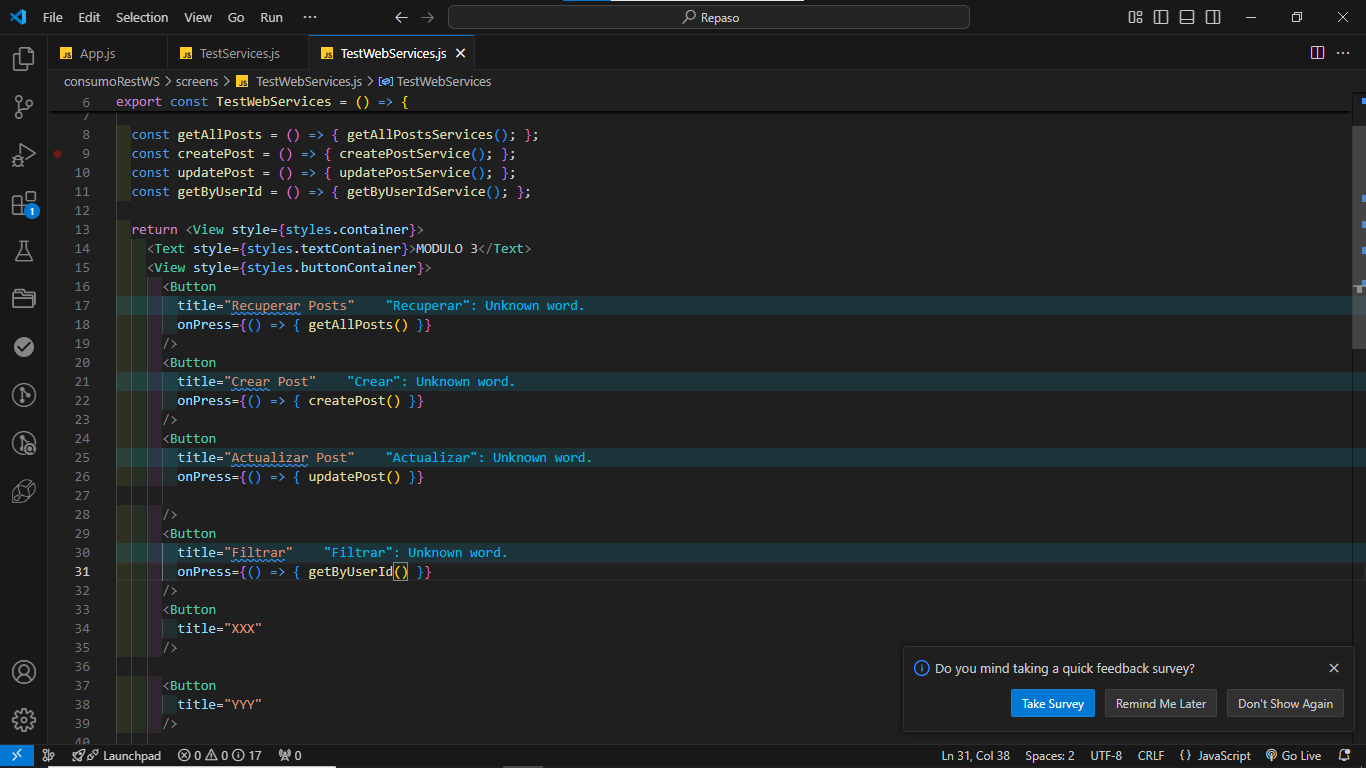 File Edit Selection View Go Run ··· Repaso
App.js TestServices.js TestWebServices.js
consumoRestWS > screens > TestWebServices.js > TestWebServices
6 export const TestWebServices = () => {
7
8 const getAllPosts = () => { getAllPostsServices(); };
9 const createPost = () => { createPostService(); };
10 const updatePost = () => { updatePostService(); };
11 const getByUserId = () => { getByUserIdService(); };
12
13 return <View style={styles.container}>
14 <Text style={styles.textContainer}>MODULO 3</Text>
15 <View style={styles.buttonContainer}>
16 <Button
17 title="Recuperar Posts" "Recuperar": Unknown word.
18 onPress={() => { getAllPosts() }}
19 />
20 <Button
21 title="Crear Post" "Crear": Unknown word.
22 onPress={() => { createPost() }}
23 />
24 <Button
25 title="Actualizar Post" "Actualizar": Unknown word.
26 onPress={() => { updatePost() }}
27
28 />
29 <Button
30 title="Filtrar" "Filtrar": Unknown word.
31 onPress={() => { getByUserId() }}
32 />
33 <Button
34 title="XXX"
35 />
36
37 <Button
38 title="YYY"
39 />
40
1
Do you mind taking a quick feedback survey?
Take Survey Remind Me Later Don't Show Again
Launchpad 0 0 17 0 Ln 31, Col 38 Spaces: 2 UTF-8 CRLF {} JavaScript Go Live